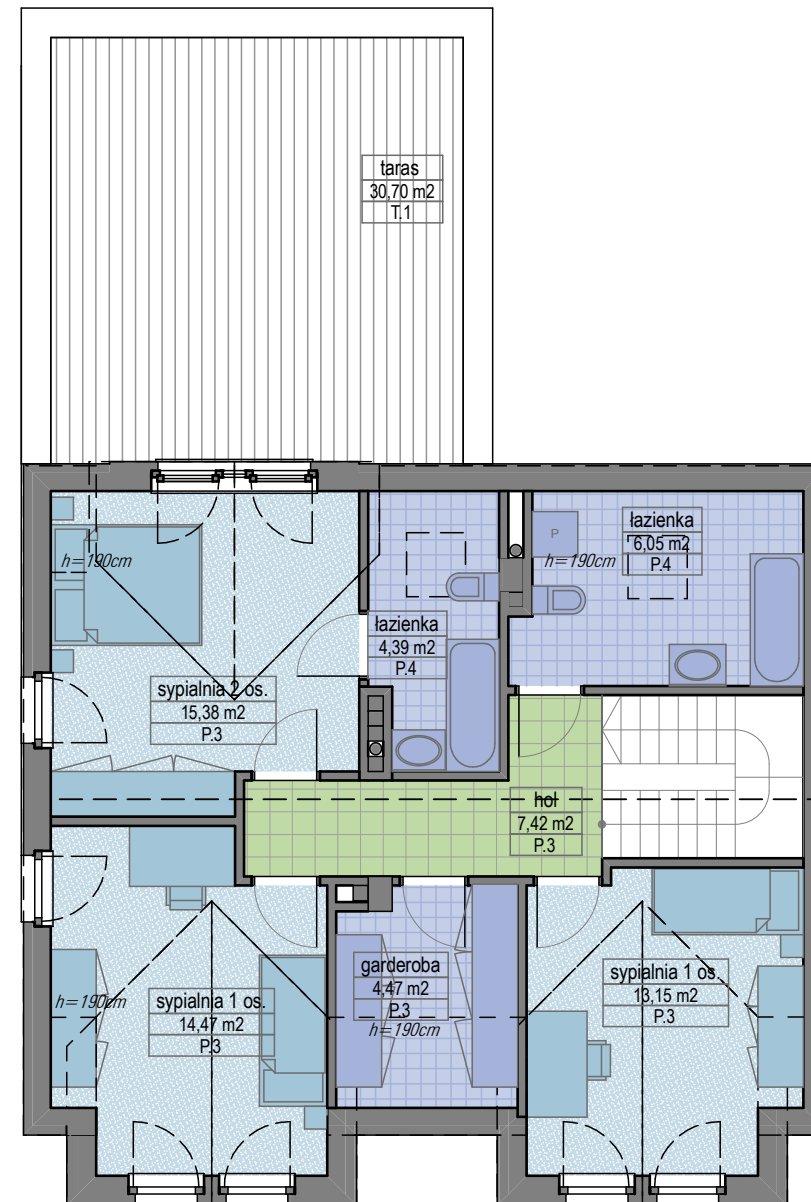 taras
30,70 m2
T.1
łazienka
6,05 m2
P.4
P
h=190cm
h=190cm
łazienka
4,39 m2
P.4
sypialnia 2 os.
15,38 m2
P.3
hol
7,42 m2
P.3
garderoba
4,47 m2
P.3
h=190cm
sypialnia 1 os.
13,15 m2
P.3
h=190cm
sypialnia 1 os.
14,47 m2
P.3